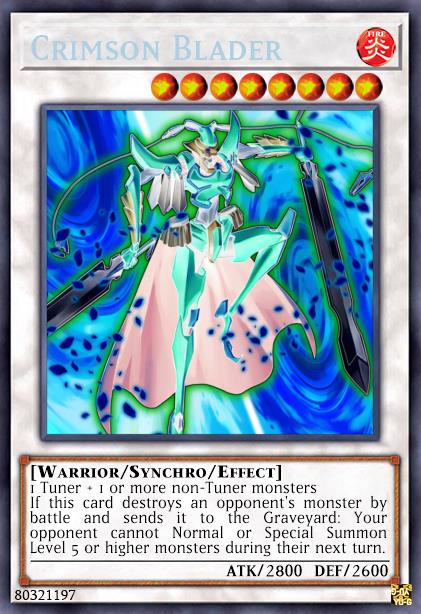 Crimson Blader
FIRE
炎
[Warrior/Synchro/Effect]
1 Tuner + 1 or more non-Tuner monsters
If this card destroys an opponent's monster by
battle and sends it to the Graveyard: Your
opponent cannot Normal or Special Summon
Level 5 or higher monsters during their next turn.
ATK/2800 DEF/2600
80321197